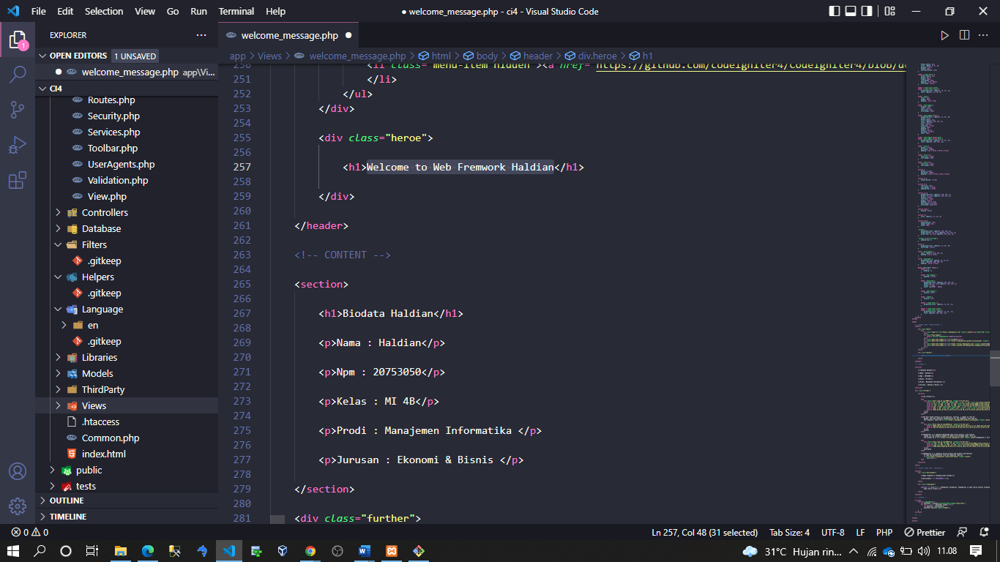 File Edit Selection View Go Run Terminal Help
● welcome_message.php - ci4 - Visual Studio Code
EXPLORER
OPEN EDITORS 1 UNSAVED
welcome_message.php app\Vi...
CI4
Routes.php
Security.php
Services.php
Toolbar.php
UserAgents.php
Validation.php
View.php
Controllers
Database
Filters
.gitkeep
Helpers
.gitkeep
Language
en
.gitkeep
Libraries
Models
ThirdParty
Views
.htaccess
Common.php
index.html
public
tests
OUTLINE
TIMELINE
1
welcome_message.php
app > Views > welcome_message.php > html > body > header > div.heroe > h1
250 <li class="menu-item hidden"><a href="https://github.com/codeigniter4/CodeIgniter4/blob/de
251 </li>
252 </ul>
253 </div>
254
255 <div class="heroe">
256
257 <h1>Welcome to Web Fremwork Haldian</h1>
258
259 </div>
260
261 </header>
262
263 <!-- CONTENT -->
264
265 <section>
266
267 <h1>Biodata Haldian</h1>
268
269 <p>Nama : Haldian</p>
270
271 <p>Npm : 20753050</p>
272
273 <p>Kelas : MI 4B</p>
274
275 <p>Prodi : Manajemen Informatika </p>
276
277 <p>Jurusan : Ekonomi & Bisnis </p>
278
279 </section>
280
281 <div class="further">
0 0 Ln 257, Col 48 (31 selected) Tab Size: 4 UTF-8 LF PHP Prettier
31°C Hujan rin... 11.08